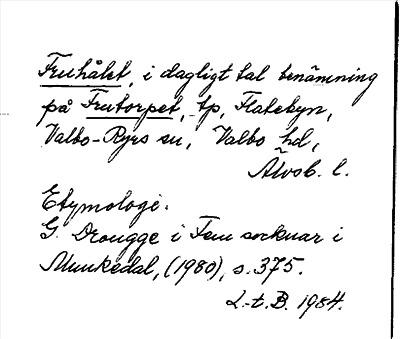 Fruhålet, i dagligt tal benämning
på Frutorpet, tp, Flatebyn,
Valbo-Ryrs sn, Valbo hd,
Älvsb. l.
Etymologi.
G. Drougge i Fem socknar i
Munkedal, (1980), s. 375.
L-t. B. 1984.